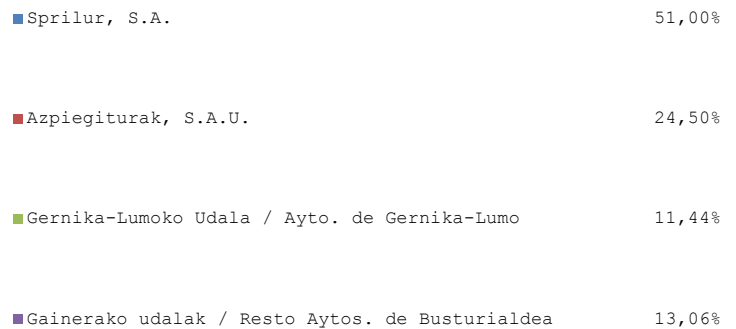 Sprilur, S.A. 51,00%
Azpiegiturak, S.A.U. 24,50%
Gernika-Lumoko Udala / Ayto. de Gernika-Lumo 11,44%
Gainerako udalak / Resto Aytos. de Busturialdea 13,06%